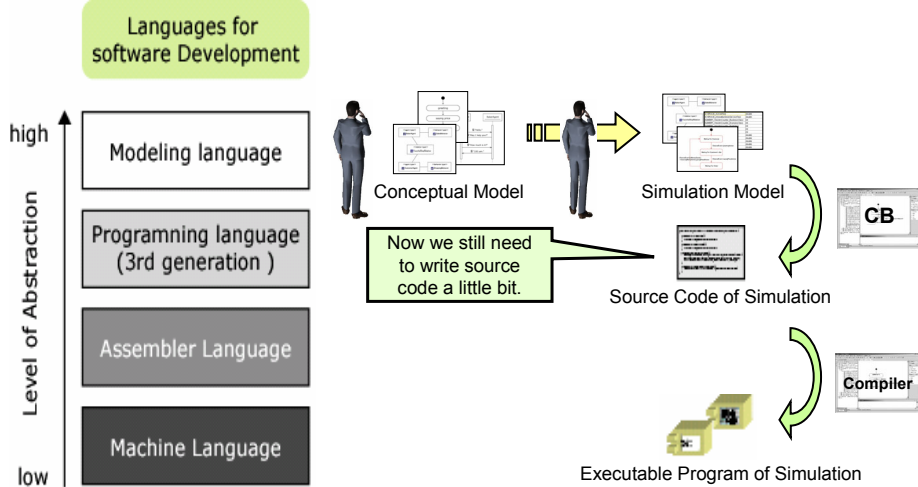 Languages for
software Development
high
Modeling language
Programning language
(3rd generation )
Assembler Language
Machine Language
low
Level of Abstraction
Conceptual Model
Simulation Model
CB
Now we still need
to write source
code a little bit.
Source Code of Simulation
Compiler
Executable Program of Simulation